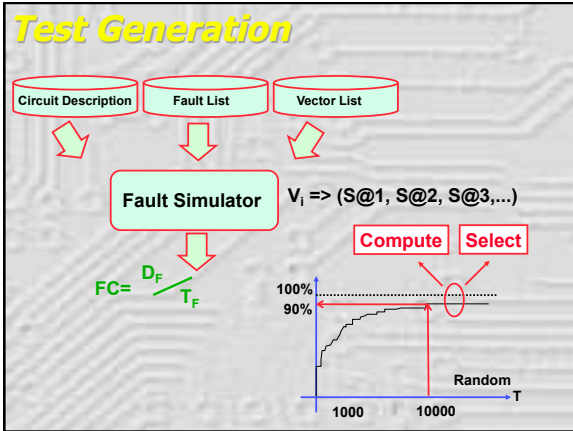 Test Generation
Circuit Description
Fault List
Vector List
Fault Simulator
Vi => (S@1, S@2, S@3,...)
Compute
Select
FC= DF / TF
100%
90%
Random
T
1000
10000